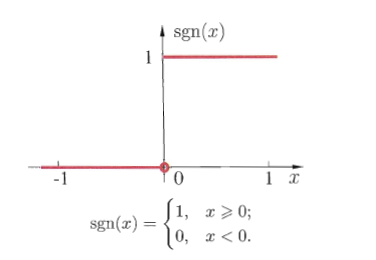 sgn(x)
1
-1 0 1 x
sgn(x) = {1, x ⩾ 0;
0, x < 0.